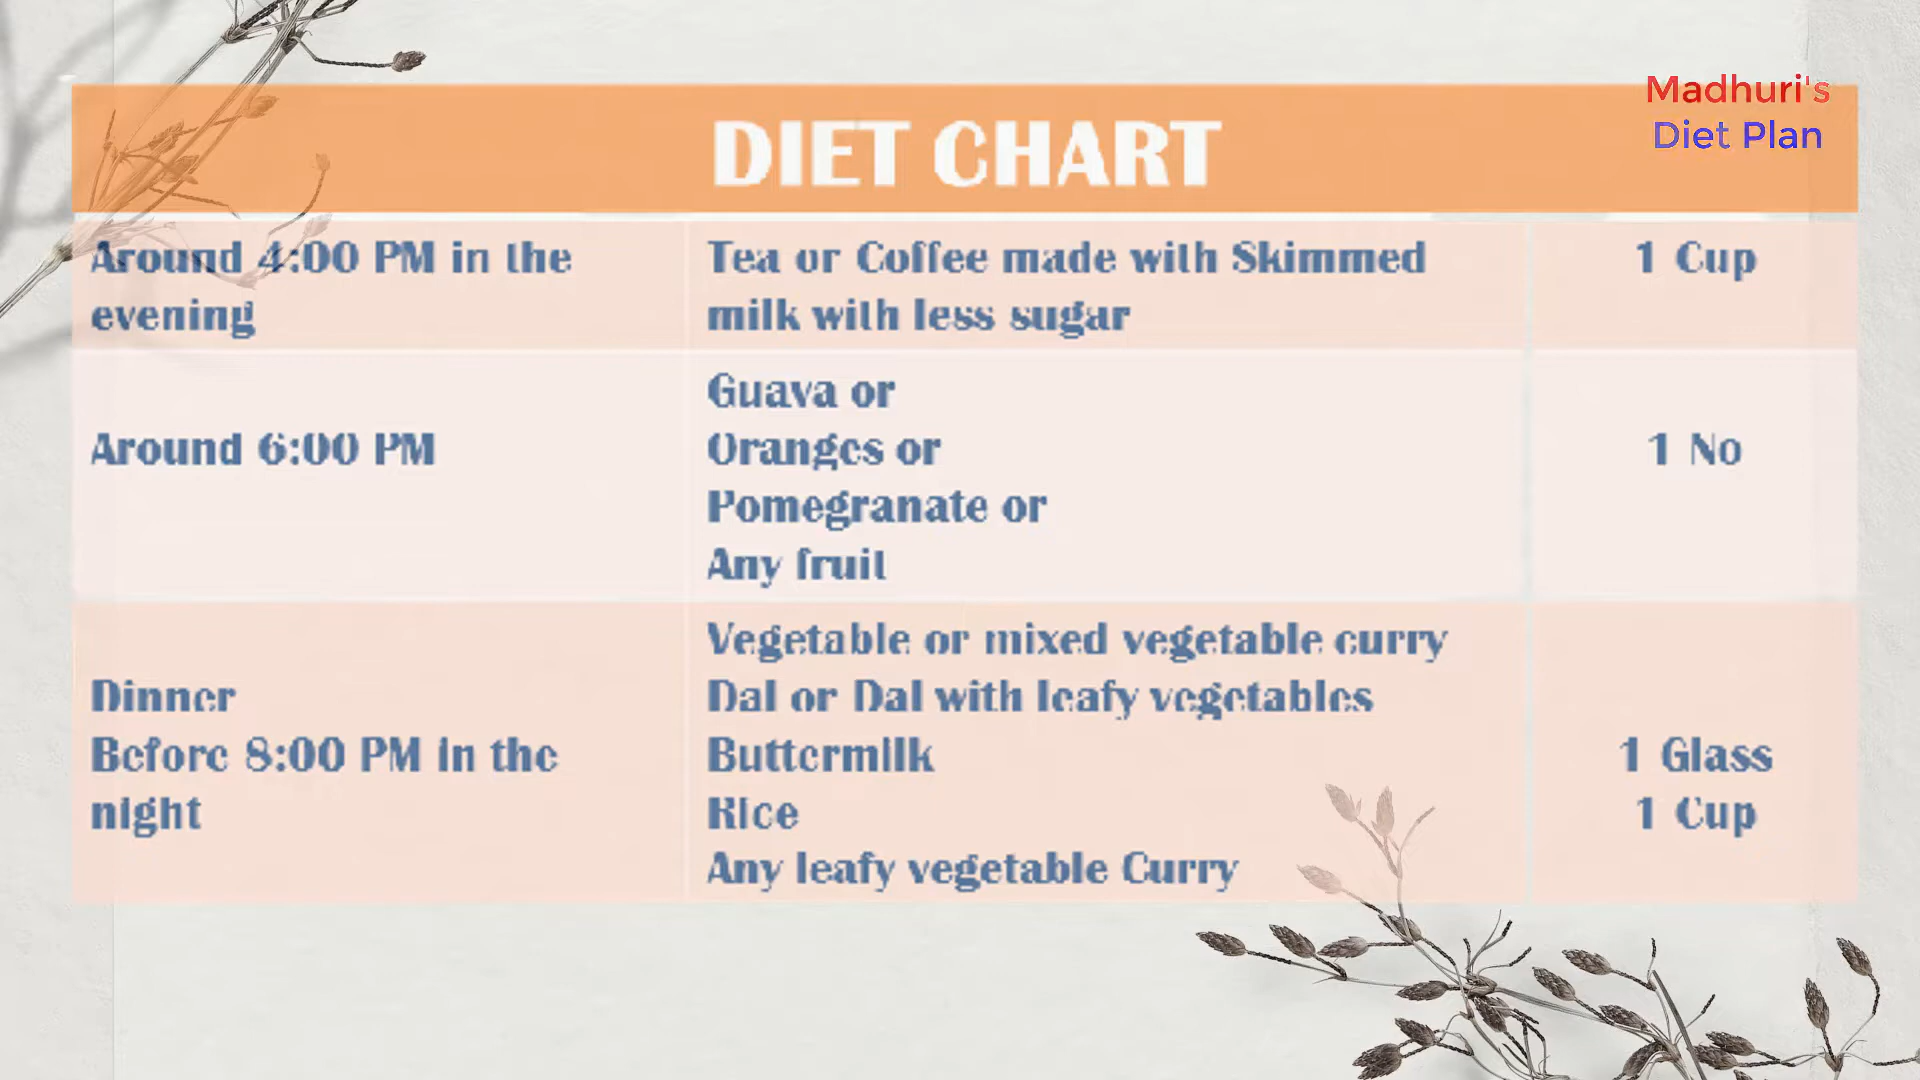 Madhuri's
Diet Plan
DIET CHART
Around 4:00 PM in the
evening
Tea or Coffee made with Skimmed
milk with less sugar
1 Cup
Around 6:00 PM
Guava or
Oranges or
Pomegranate or
Any fruit
1 No
Dinner
Before 8:00 PM in the
night
Vegetable or mixed vegetable curry
Dal or Dal with leafy vegetables
Buttermilk
Rice
Any leafy vegetable Curry
1 Glass
1 Cup